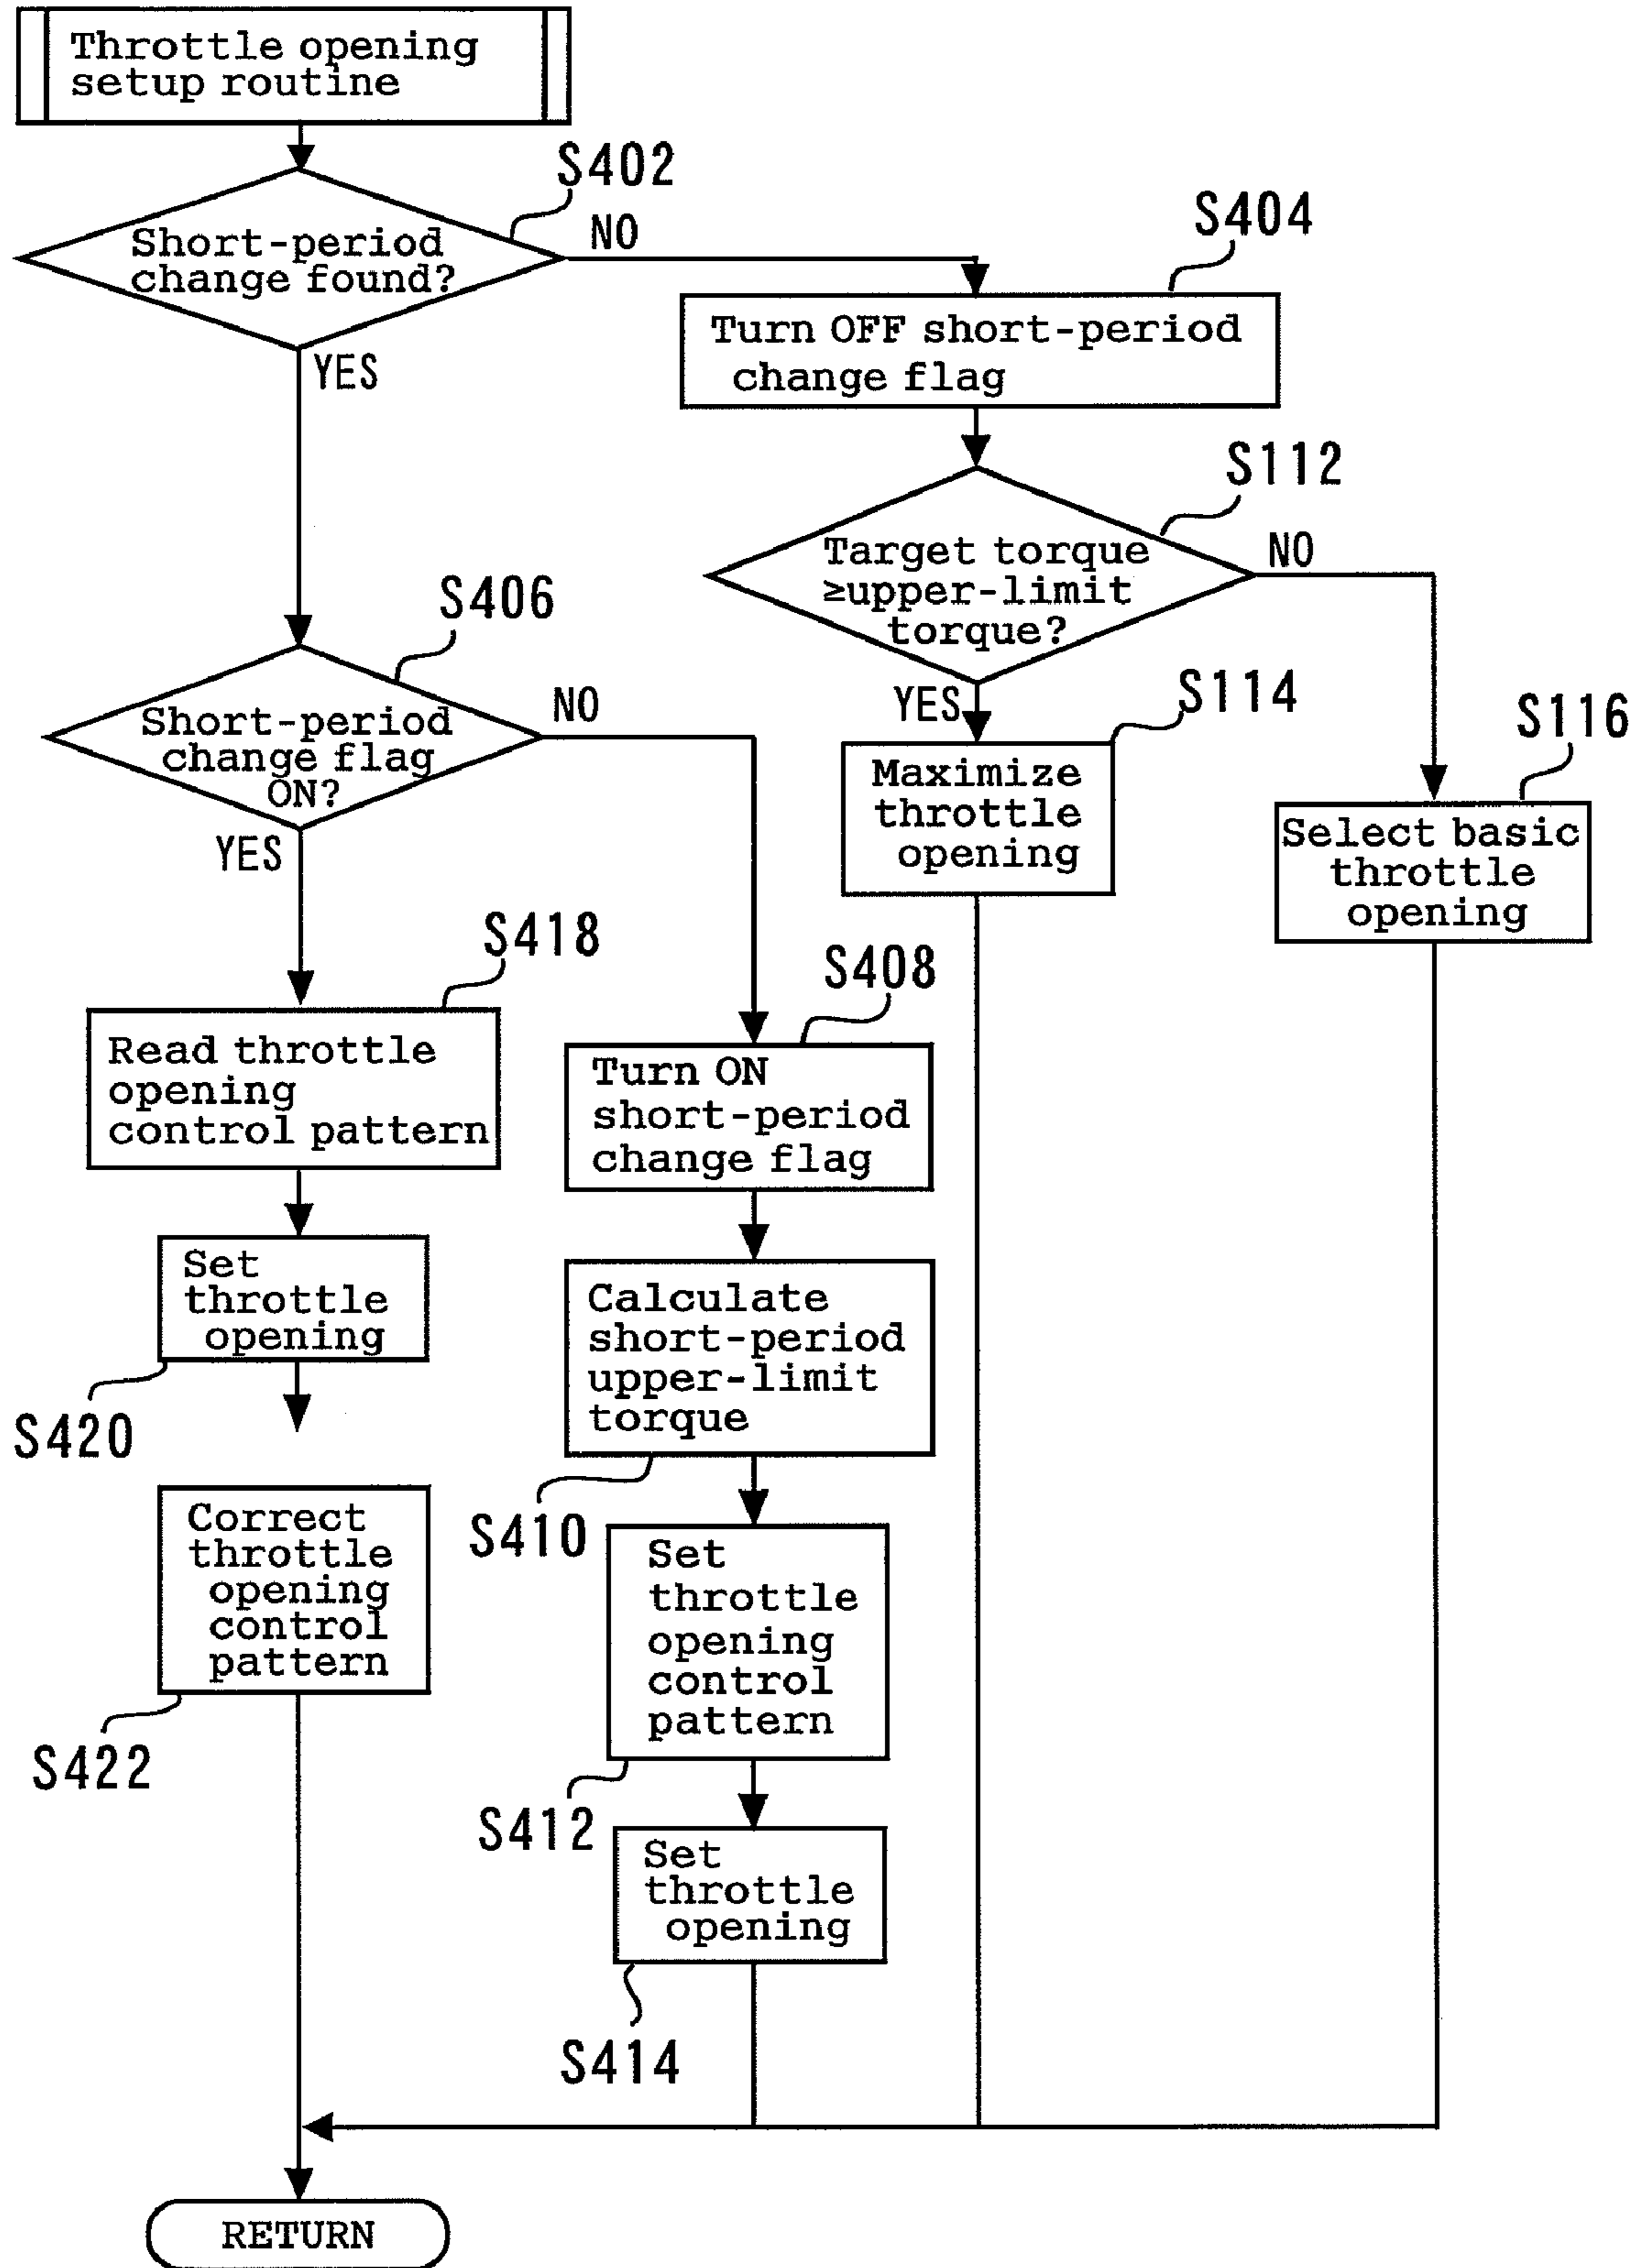 Throttle opening
setup routine
S402
Short-period
change found?
NO
YES
S404
Turn OFF short-period
change flag
S112
Target torque
≥upper-limit
torque?
NO
YES
S406
Short-period
change flag
ON?
NO
YES
S114
Maximize
throttle
opening
S116
Select basic
throttle
opening
S418
Read throttle
opening
control pattern
S408
Turn ON
short-period
change flag
Set
throttle
opening
S420
Calculate
short-period
upper-limit
torque
S410
Correct
throttle
opening
control
pattern
S422
Set
throttle
opening
control
pattern
S412
Set
throttle
opening
S414
RETURN